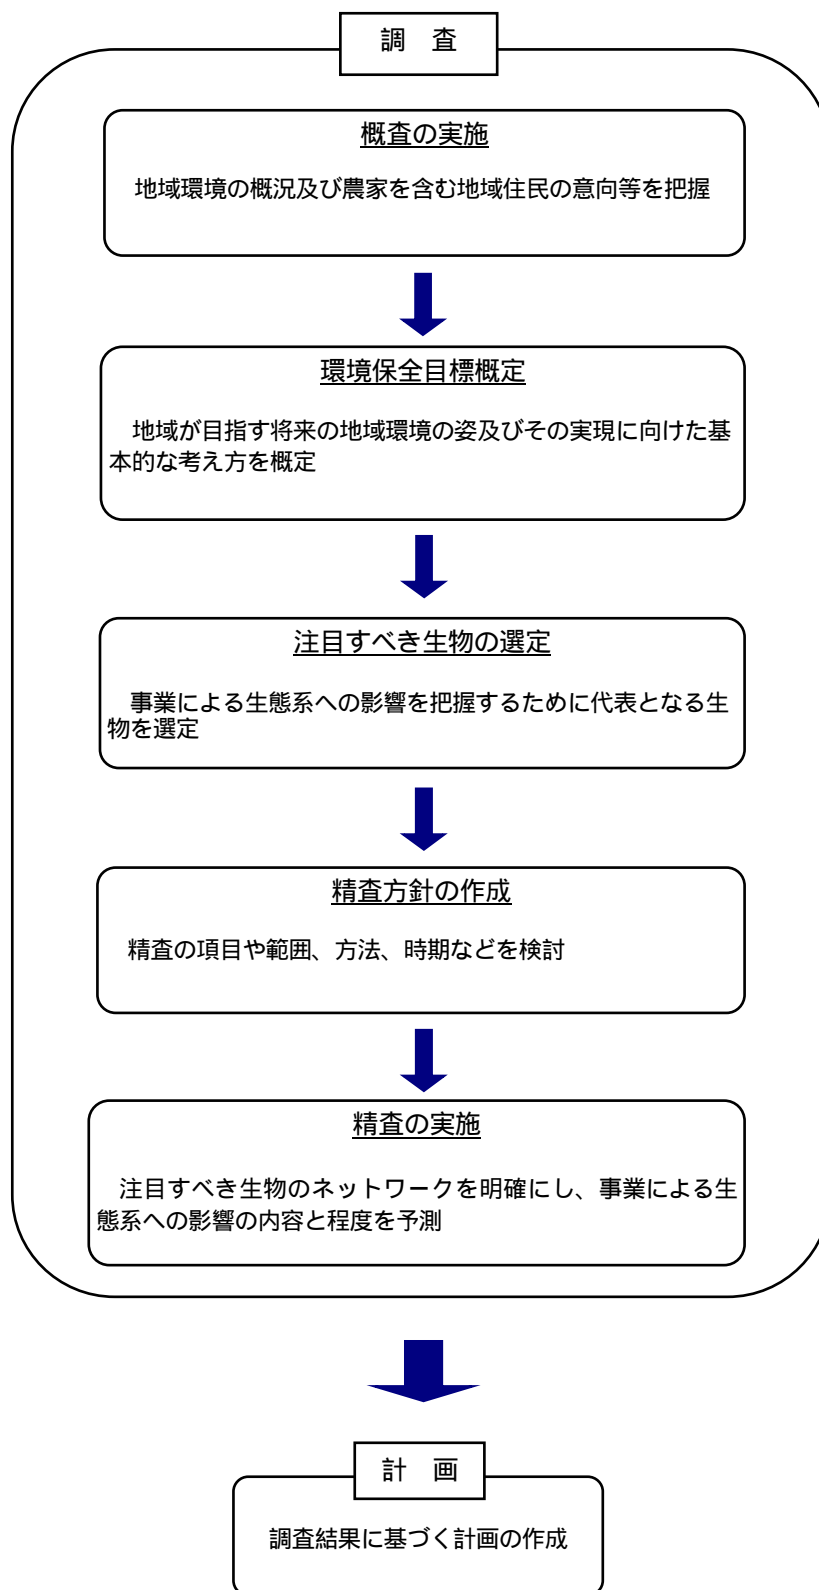 調　査
概査の実施
地域環境の概況及び農家を含む地域住民の意向等を把握
環境保全目標概定
地域が目指す将来の地域環境の姿及びその実現に向けた基
本的な考え方を概定
注目すべき生物の選定
事業による生態系への影響を把握するために代表となる生
物を選定
精査方針の作成
精査の項目や範囲、方法、時期などを検討
精査の実施
注目すべき生物のネットワークを明確にし、事業による生
態系への影響の内容と程度を予測
計　画
調査結果に基づく計画の作成